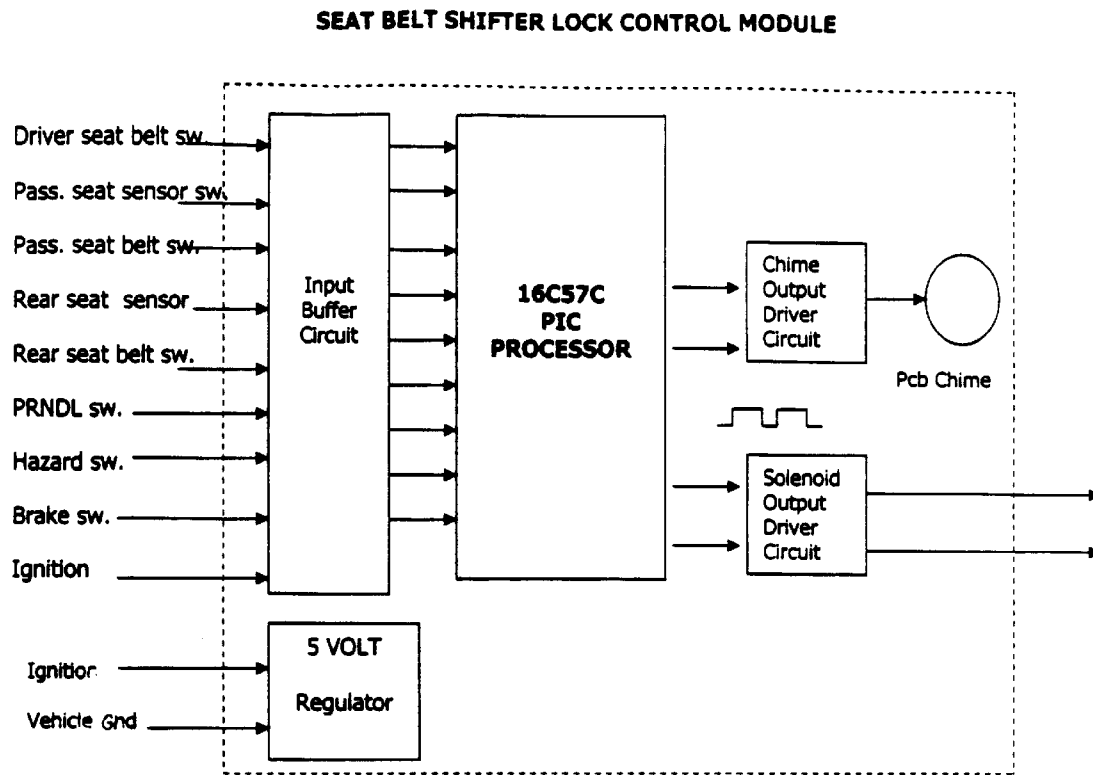 SEAT BELT SHIFTER LOCK CONTROL MODULE
Driver seat belt sw.
Pass. seat sensor sw.
Pass. seat belt sw.
Rear seat sensor
Rear seat belt sw.
PRNDL sw.
Hazard sw.
Brake sw.
Ignition
Input
Buffer
Circuit
16C57C
PIC
PROCESSOR
Chime
Output
Driver
Circuit
Pcb Chime
Solenoid
Output
Driver
Circuit
Ignition
Vehicle Gnd
5 VOLT
Regulator